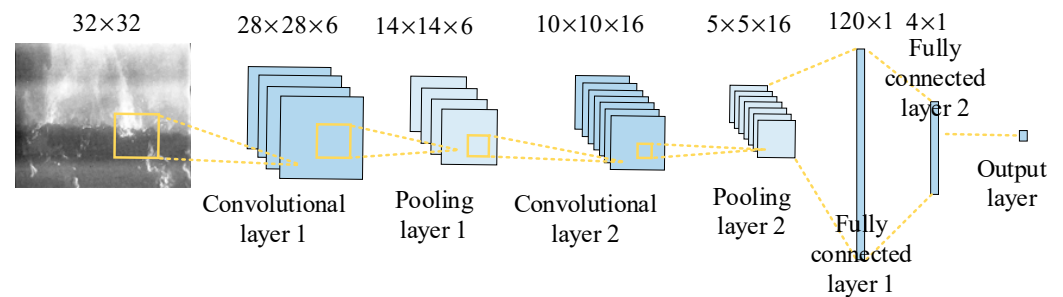 32×32
28×28×6
14×14×6
10×10×16
5×5×16
120×1
4×1
Convolutional
layer 1
Pooling
layer 1
Convolutional
layer 2
Pooling
layer 2
Fully
connected
layer 1
Fully
connected
layer 2
Output
layer